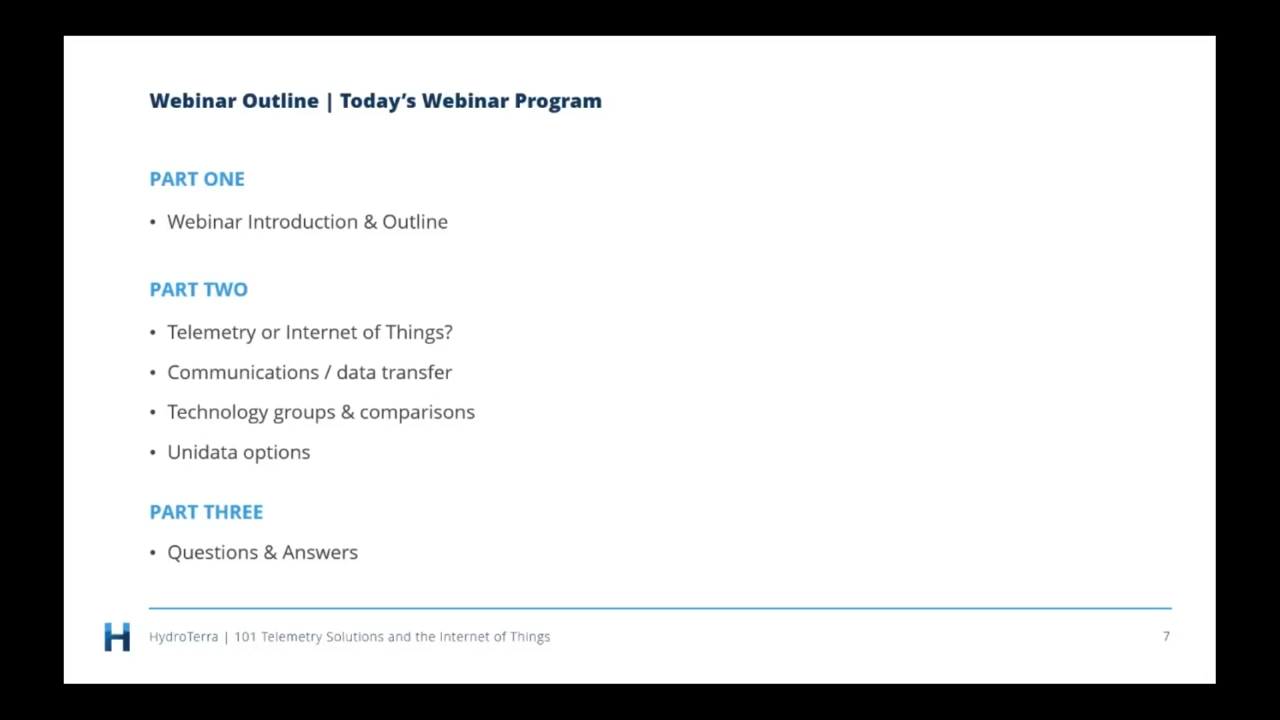 Webinar Outline | Today’s Webinar Program
PART ONE
• Webinar Introduction & Outline
PART TWO
• Telemetry or Internet of Things?
• Communications / data transfer
• Technology groups & comparisons
• Unidata options
PART THREE
• Questions & Answers
H HydroTerra | 101 Telemetry Solutions and the Internet of Things 7